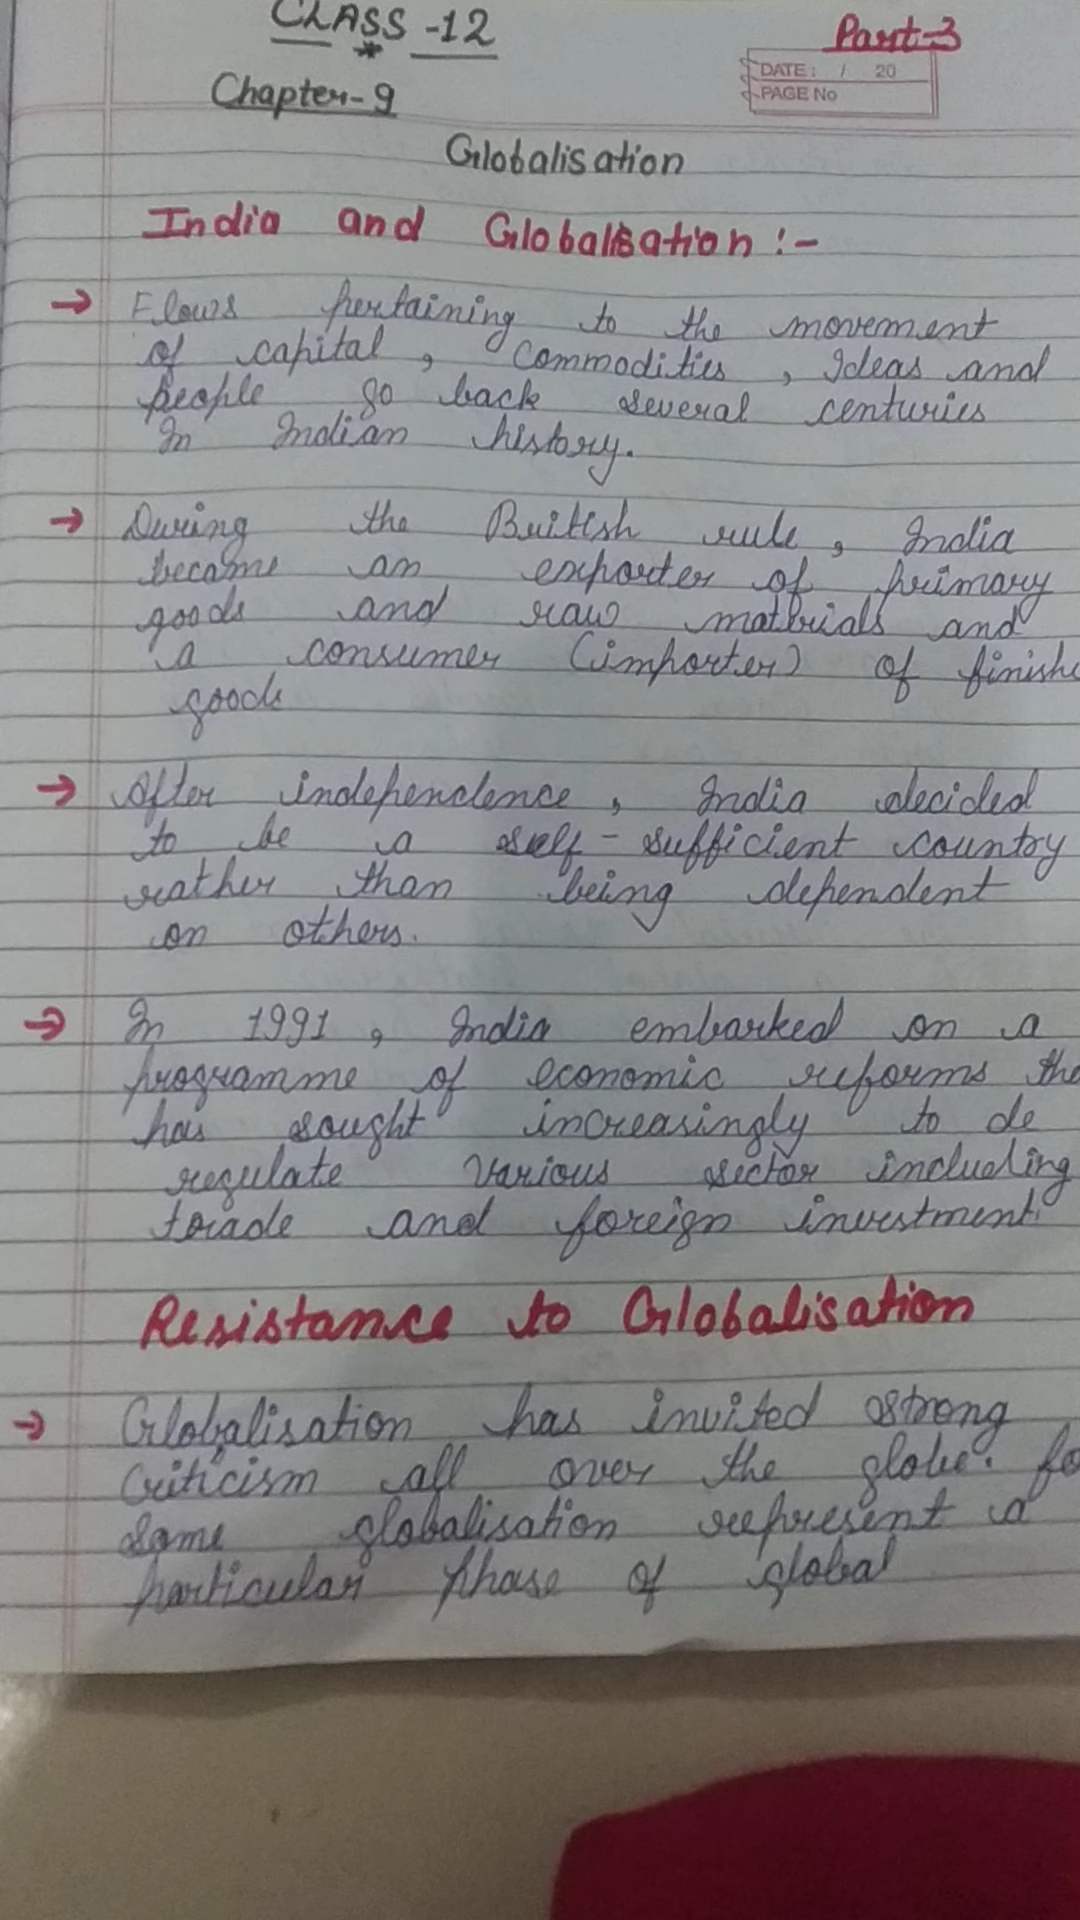 CLASS -12
Part-3
DATE: / 20
PAGE No
Chapter-9
Globalisation
India and Globalisation :-
→ Flows pertaining to the movement
of capital, Commodities, Ideas and
people go back several centuries
In Indian history.
→ During the British rule, India
became an exporter of primary
goods and raw materials and
a consumer (importer) of finishe
goods
→ After independence, India decided
to be a self-sufficient country
rather than being dependent
on others.
→ In 1991, India embarked on a
programme of economic reforms tha
has sought increasingly to de
regulate various sector including
trade and foreign investment.
Resistance to Globalisation
→ Globalisation has invited strong
Criticism all over the globe. fo
some globalisation represent a
particular phase of global